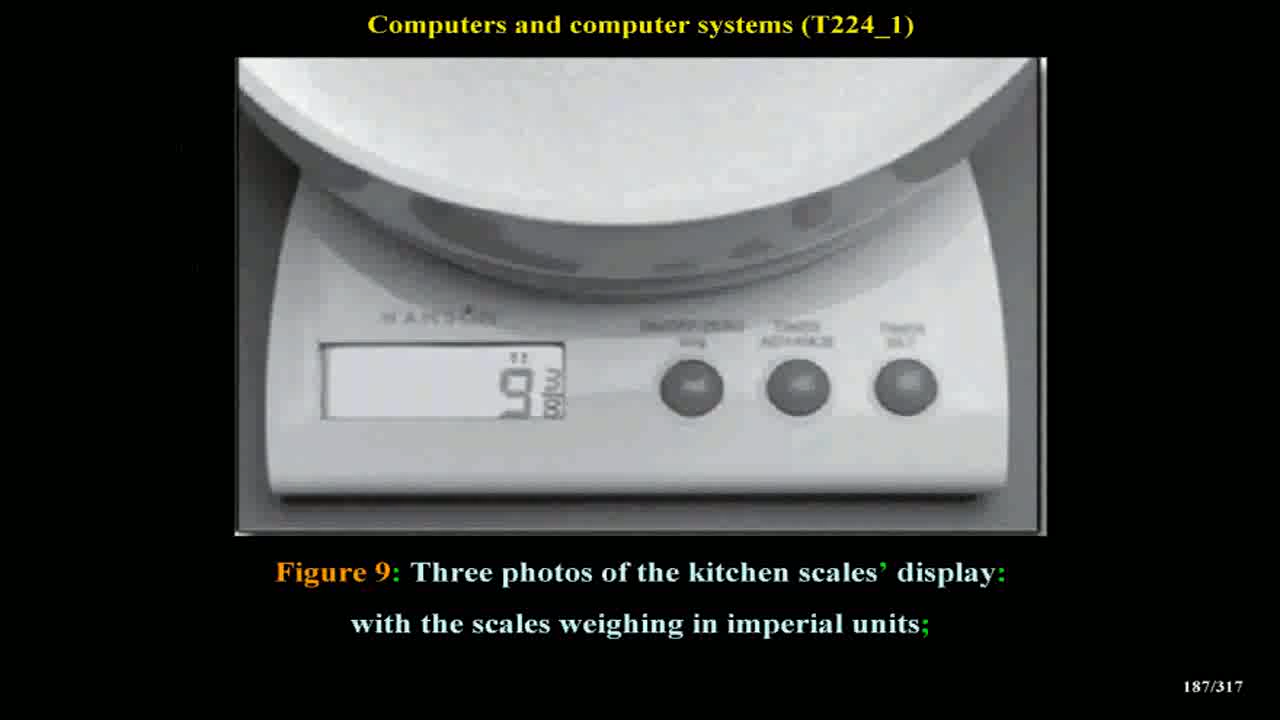 Computers and computer systems (T224_1)
9
Figure 9: Three photos of the kitchen scales’ display:
with the scales weighing in imperial units;
187/317